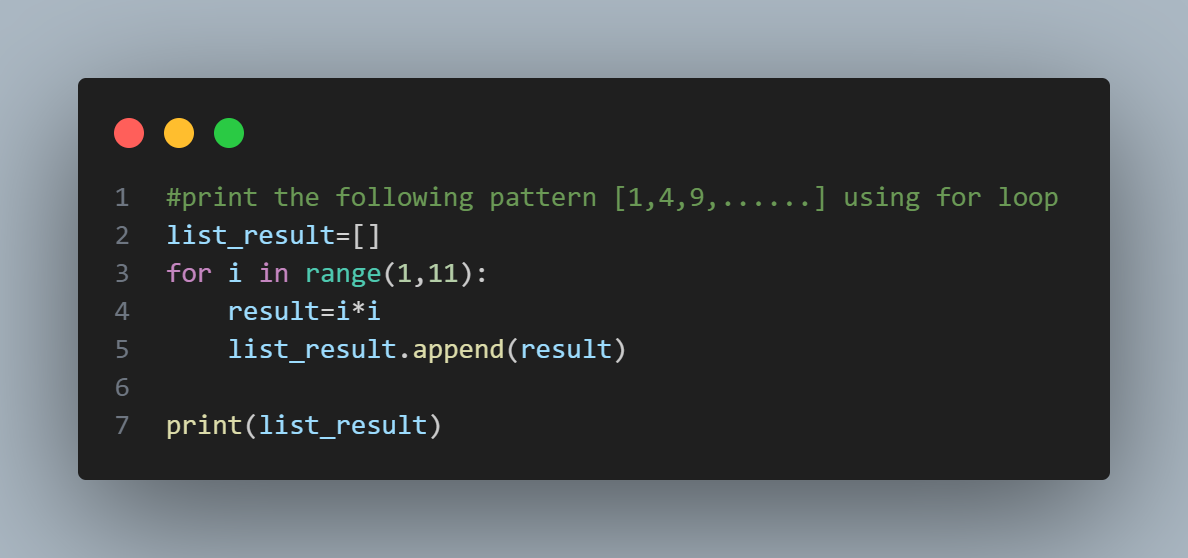 1 #print the following pattern [1,4,9,......] using for loop
2 list_result=[]
3 for i in range(1,11):
4     result=i*i
5     list_result.append(result)
6
7 print(list_result)